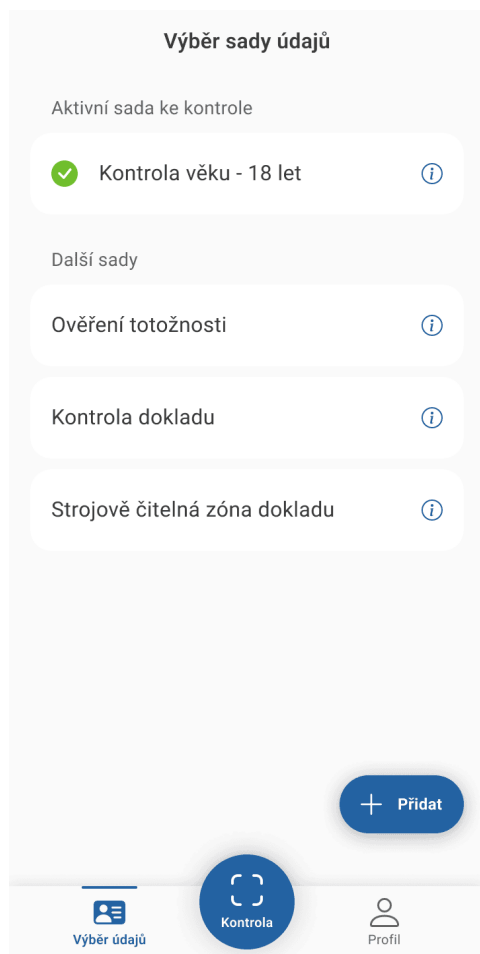 Výběr sady údajů
Aktivní sada ke kontrole
Kontrola věku - 18 let
Další sady
Ověření totožnosti
Kontrola dokladu
Strojově čitelná zóna dokladu
Přidat
Kontrola
Výběr údajů
Profil